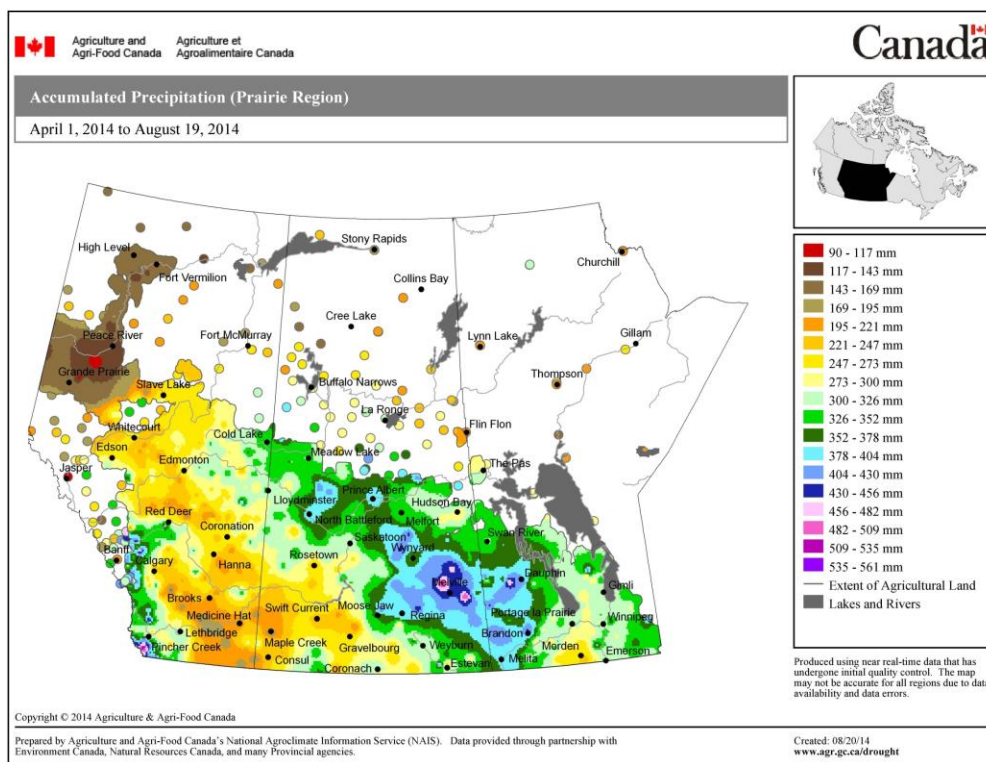 Agriculture and Agriculture et
Agri-Food Canada Agroalimentaire Canada
Canada
Accumulated Precipitation (Prairie Region)
April 1, 2014 to August 19, 2014
High Level
Fort Vermilion
Stony Rapids
Churchill
Collins Bay
Cree Lake
Peace River
Fort McMurray
Lynn Lake
Gillam
Grande Prairie
Slave Lake
Buffalo Narrows
Thompson
La Ronge
Whitecourt
Flin Flon
Edson
Cold Lake
Meadow Lake
Jasper
Edmonton
The Pas
Lloydminster
Prince Albert
Hudson Bay
Red Deer
North Battleford
Melfort
Coronation
Saskatoon
Swan River
Banff
Calgary
Hanna
Rosetown
Wynyard
Dauphin
Melville
Gimli
Brooks
Medicine Hat
Swift Current
Moose Jaw
Regina
Portage la Prairie
Winnipeg
Lethbridge
Pincher Creek
Maple Creek
Gravelbourg
Weyburn
Brandon
Morden
Emerson
Consul
Coronach
Estevan
Melita
90 - 117 mm
117 - 143 mm
143 - 169 mm
169 - 195 mm
195 - 221 mm
221 - 247 mm
247 - 273 mm
273 - 300 mm
300 - 326 mm
326 - 352 mm
352 - 378 mm
378 - 404 mm
404 - 430 mm
430 - 456 mm
456 - 482 mm
482 - 509 mm
509 - 535 mm
535 - 561 mm
Extent of Agricultural Land
Lakes and Rivers
Produced using near real-time data that has
undergone initial quality control. The map
may not be accurate for all regions due to data
availability and data errors.
Copyright © 2014 Agriculture & Agri-Food Canada
Prepared by Agriculture and Agri-Food Canada's National Agroclimate Information Service (NAIS). Data provided through partnership with
Environment Canada, Natural Resources Canada, and many Provincial agencies.
Created: 08/20/14
www.agr.gc.ca/drought